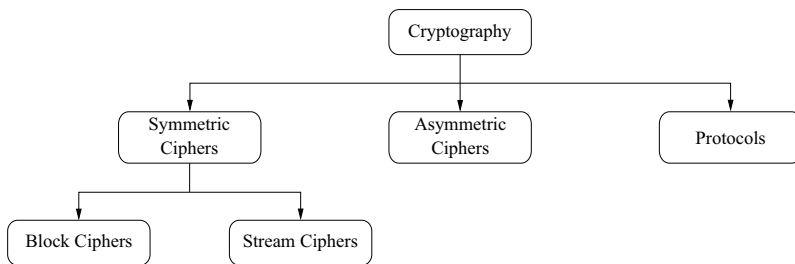 Cryptography
Symmetric
Ciphers
Asymmetric
Ciphers
Protocols
Block Ciphers
Stream Ciphers